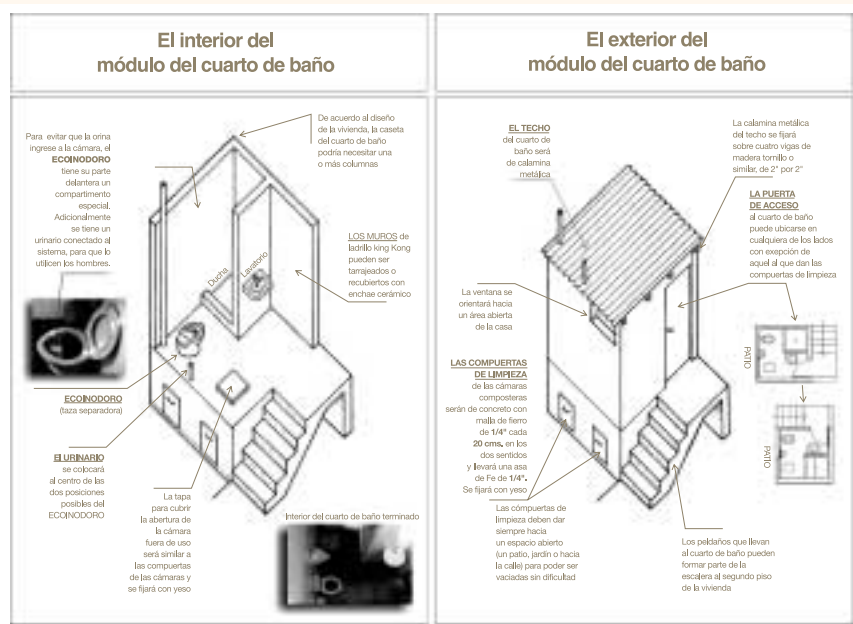 El interior del
módulo del cuarto de baño
Para evitar que la orina
ingrese a la cámara, el
ECOINODORO
tiene su parte
delantera un
compartimento
especial.
Adicionalmente
se tiene un
urinario conectado al
sistema, para que lo
utilicen los hombres.
De acuerdo al diseño
de la vivienda, la caseta
del cuarto de baño
podría necesitar una
o más columnas
LOS MUROS de
ladrillo king Kong
pueden ser
tarrajeados o
recubiertos con
enchae cerámico
Ducha
Lavatorio
ECOINODORO
(taza separadora)
El URINARIO
se colocará
al centro de las
dos posiciones
posibles del
ECOINODORO
La tapa
para cubrir
la abertura de
la cámara
fuera de uso
será similar a
las compuertas
de las cámaras y
se fijará con yeso
Interior del cuarto de baño terminado
El exterior del
módulo del cuarto de baño
EL TECHO
del cuarto de
baño será
de calamina
metálica
La calamina metálica
del techo se fijará
sobre cuatro vigas de
madera tornillo o
similar, de 2" por 2"
LA PUERTA
DE ACCESO
al cuarto de baño
puede ubicarse en
cualquiera de los lados
con exepción de
aquel al que dan las
compuertas de limpieza
La ventana se
orientará hacia
un área abierta
de la casa
LAS COMPUERTAS
DE LIMPIEZA
de las cámaras
composteras
serán de concreto con
malla de fierro
de 1/4" cada
20 cms. en los
dos sentidos
y llevará una asa
de Fe de 1/4".
Se fijará con yeso
PATIO
PATIO
Las cómpuertas de
limpieza deben dar
siempre hacia
un espacio abierto
(un patio, jardín o hacia
la calle) para poder ser
vaciadas sin dificultad
Los peldaños que llevan
al cuarto de baño pueden
formar parte de la
escalera al segundo piso
de la vivienda